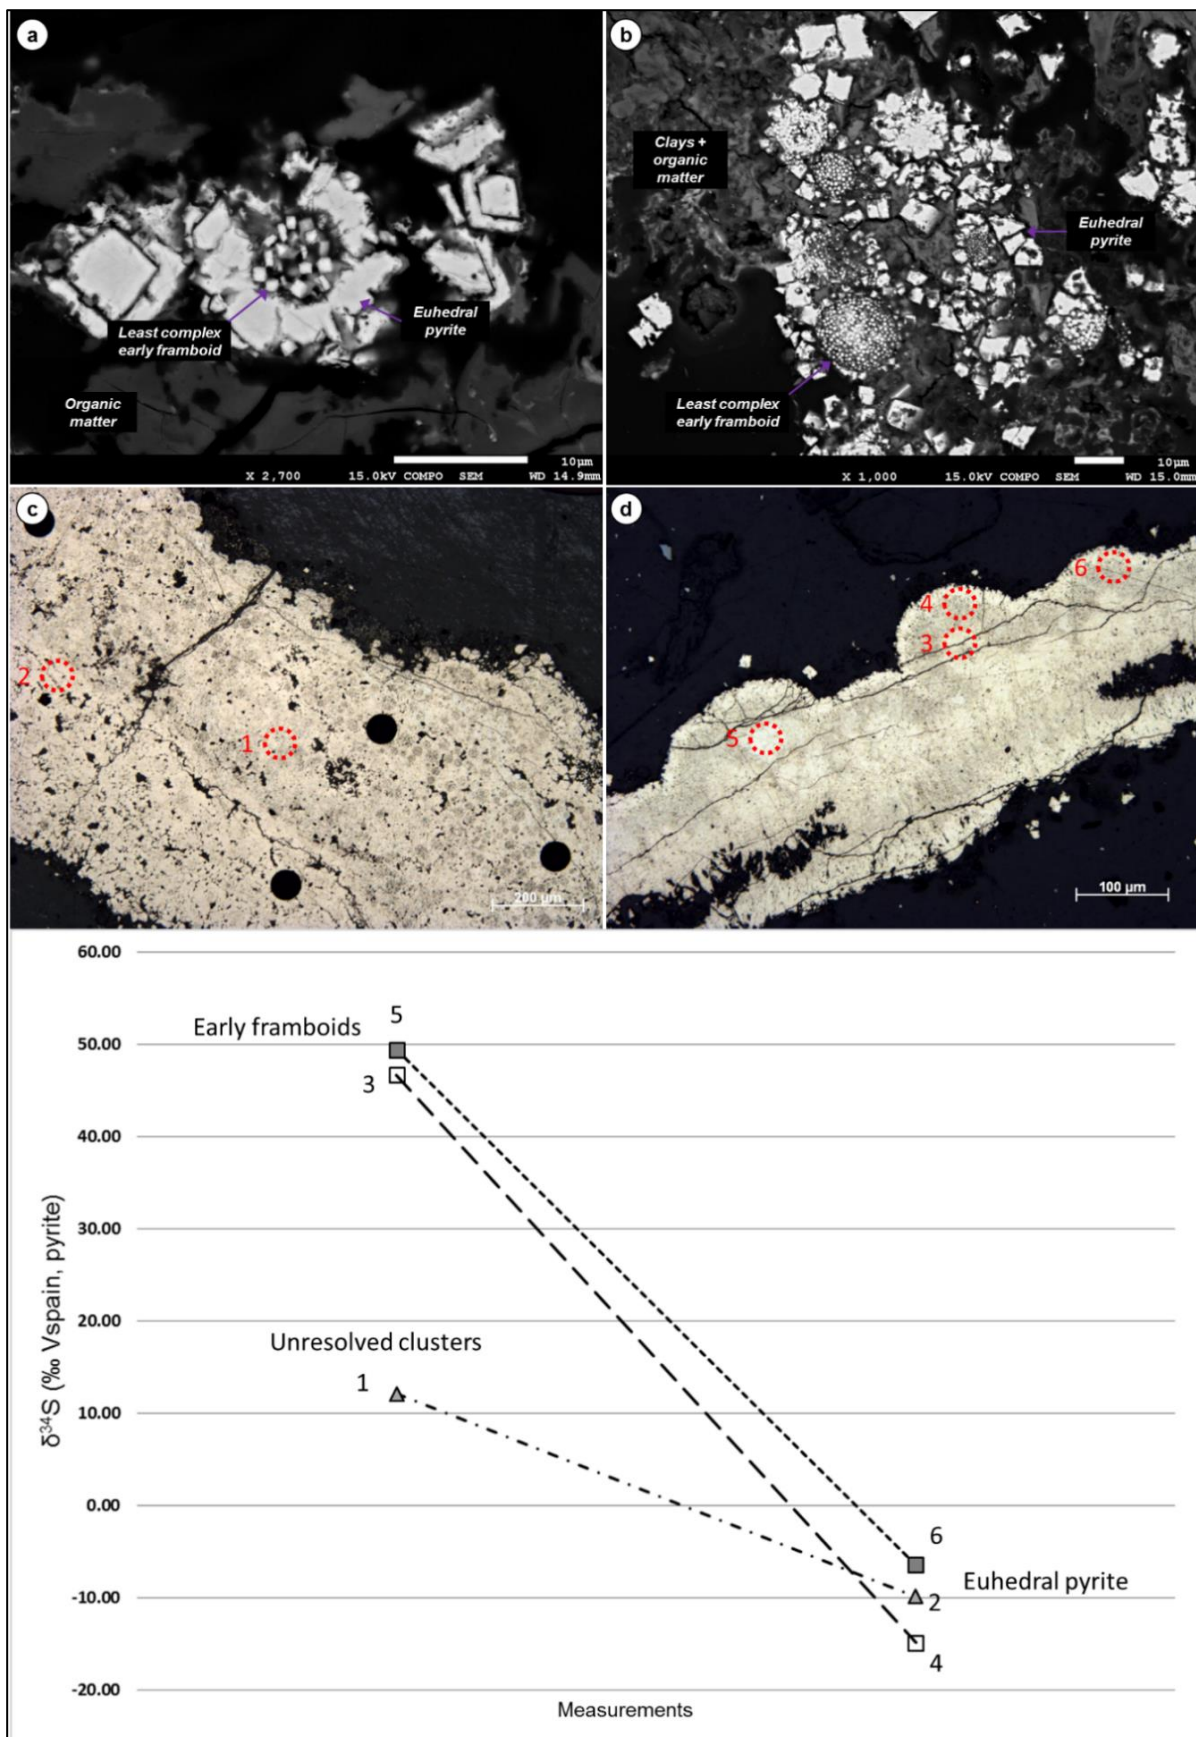 a
Least complex
early framboid
Euhedral
pyrite
Organic
matter
10µm
X 2,700 15.0kV COMPO SEM WD 14.9mm
b
Clays +
organic
matter
Euhedral
pyrite
Least complex
early framboid
10µm
X 1,000 15.0kV COMPO SEM WD 15.0mm
c
2
1
200 µm
d
6
4
3
5
100 µm
60.00
50.00
40.00
30.00
20.00
10.00
0.00
-10.00
-20.00
δ³⁴S (‰ Vspain, pyrite)
Early framboids
5
3
Unresolved clusters
1
6
Euhedral pyrite
2
4
Measurements